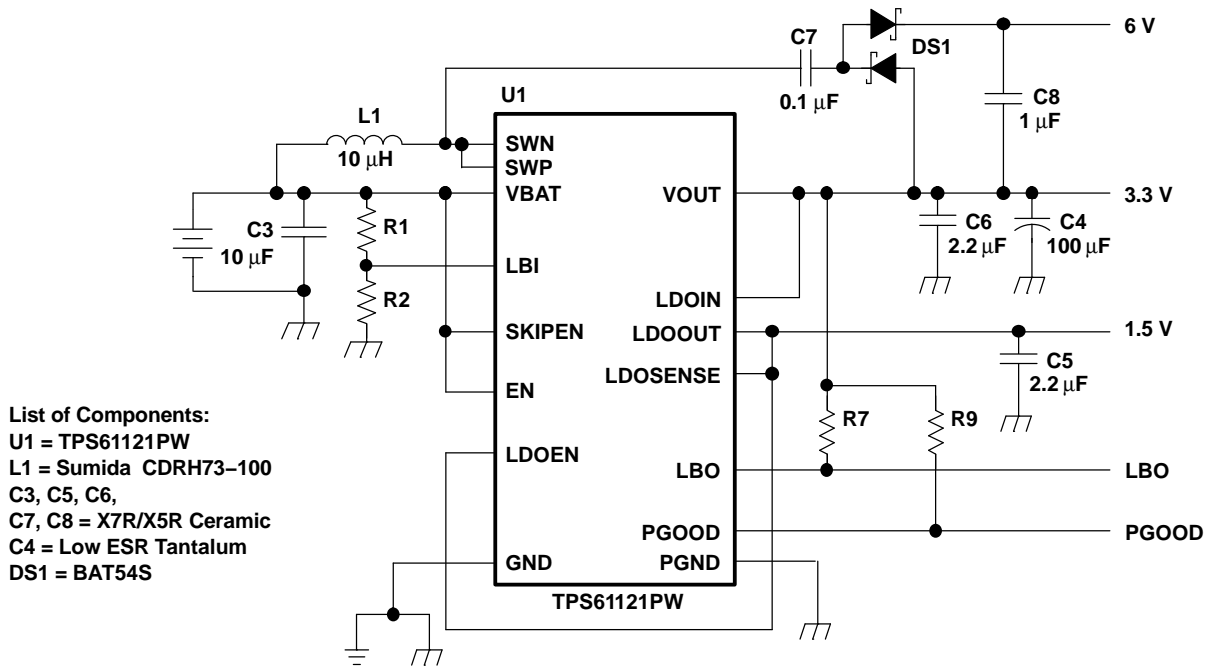 6 V
C7
DS1
0.1 μF
C8
1 μF
U1
L1
10 μH
SWN
SWP
VBAT
VOUT
3.3 V
C3
10 μF
R1
C6
2.2 μF
C4
100 μF
LBI
R2
LDOIN
SKIPEN
LDOOUT
1.5 V
C5
2.2 μF
LDOSENSE
EN
R7
R9
LDOEN
LBO
LBO
PGOOD
PGOOD
GND
PGND
TPS61121PW
List of Components:
U1 = TPS61121PW
L1 = Sumida CDRH73–100
C3, C5, C6,
C7, C8 = X7R/X5R Ceramic
C4 = Low ESR Tantalum
DS1 = BAT54S